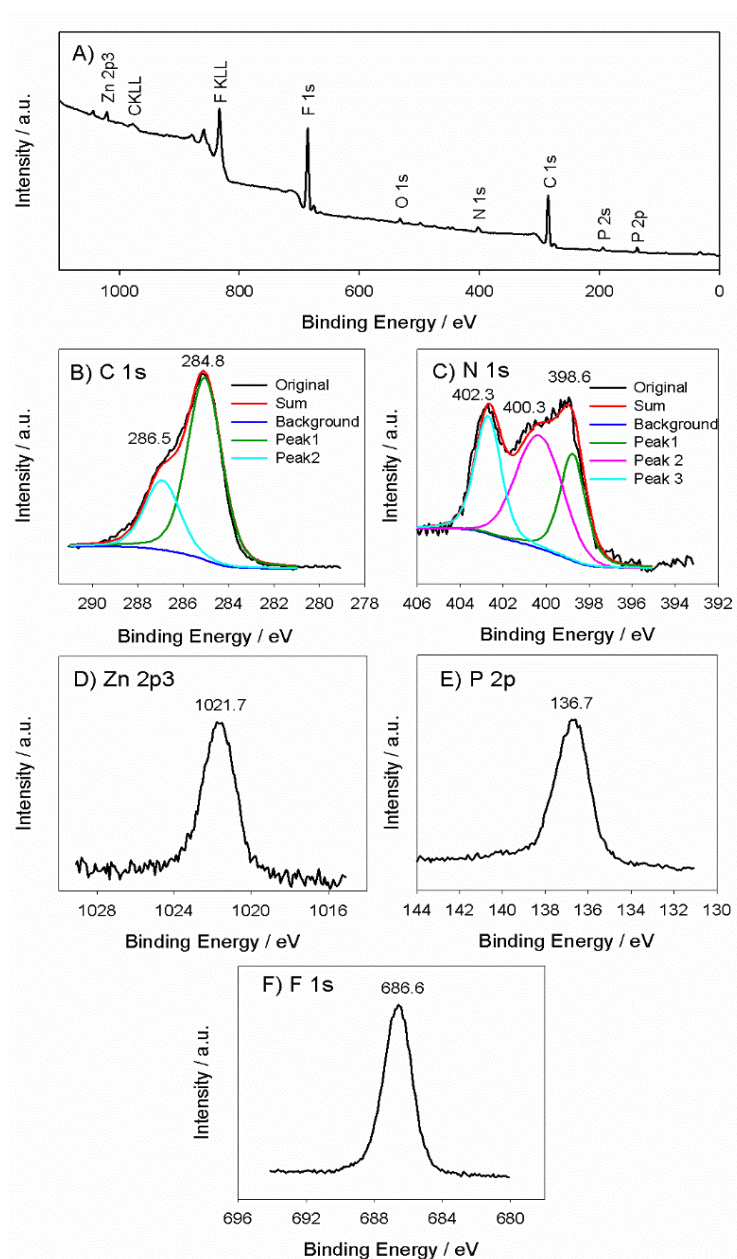 A)
Zn 2p3
CKLL
F KLL
F 1s
O 1s
N 1s
C 1s
P 2s
P 2p
Intensity / a.u.
1000 800 600 400 200 0
Binding Energy / eV
B) C 1s
284.8
286.5
Original
Sum
Background
Peak1
Peak2
Intensity / a.u.
290 288 286 284 282 280 278
Binding Energy / eV
C) N 1s
402.3
400.3
398.6
Original
Sum
Background
Peak1
Peak 2
Peak 3
Intensity / a.u.
406 404 402 400 398 396 394 392
Binding Energy / eV
D) Zn 2p3
1021.7
Intensity / a.u.
1028 1024 1020 1016
Binding Energy / eV
E) P 2p
136.7
Intensity / a.u.
144 142 140 138 136 134 132 130
Binding Energy / eV
F) F 1s
686.6
Intensity / a.u.
696 692 688 684 680
Binding Energy / eV